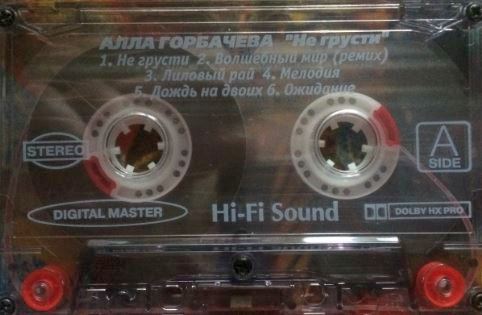 АЛЛА ГОРБАЧЕВА "Не грусти"
1. Не грусти 2. Волшебный мир (ремих)
3. Лиловый рай 4. Мелодия
5. Дождь на двоих 6. Ожидание
STEREO
A
SIDE
DIGITAL MASTER
Hi-Fi Sound
DOLBY HX PRO